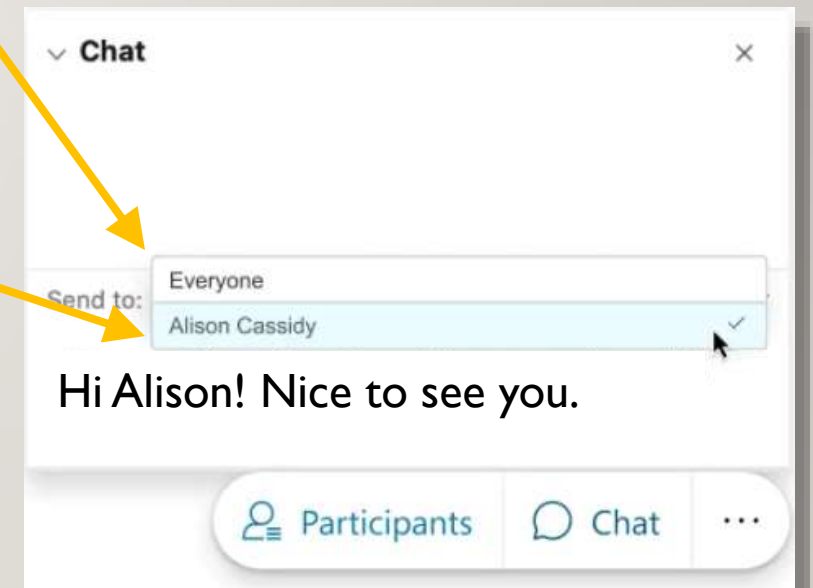 Chat
Everyone
Send to:
Alison Cassidy
Hi Alison! Nice to see you.
Participants Chat ...